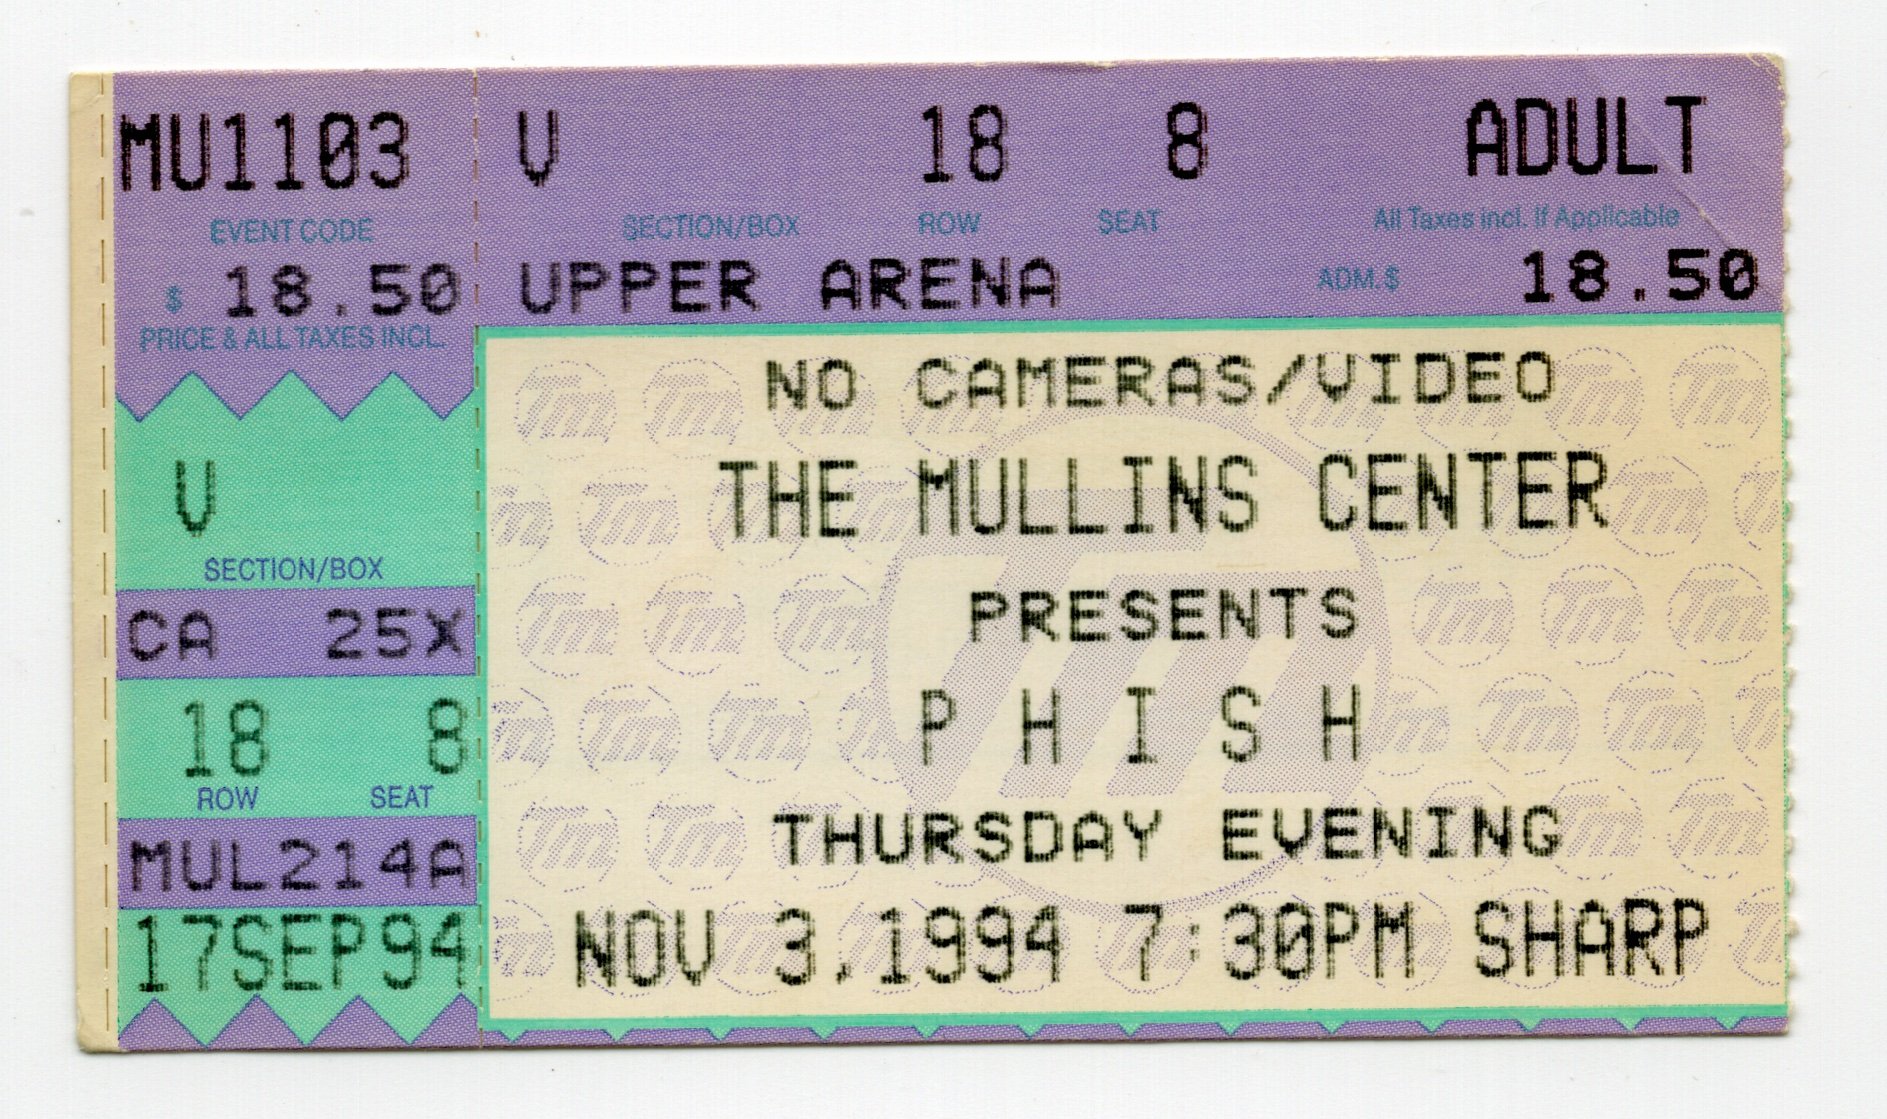 MU1103
EVENT CODE
$ 18.50
PRICE & ALL TAXES INCL.
V
SECTION/BOX
CA 25X
18 8
ROW SEAT
MUL214A
17SEP94
V 18 8 ADULT
SECTION/BOX ROW SEAT All Taxes incl. If Applicable
UPPER ARENA ADM.$ 18.50
NO CAMERAS/VIDEO
THE MULLINS CENTER
PRESENTS
P H I S H
THURSDAY EVENING
NOV 3,1994 7:30PM SHARP